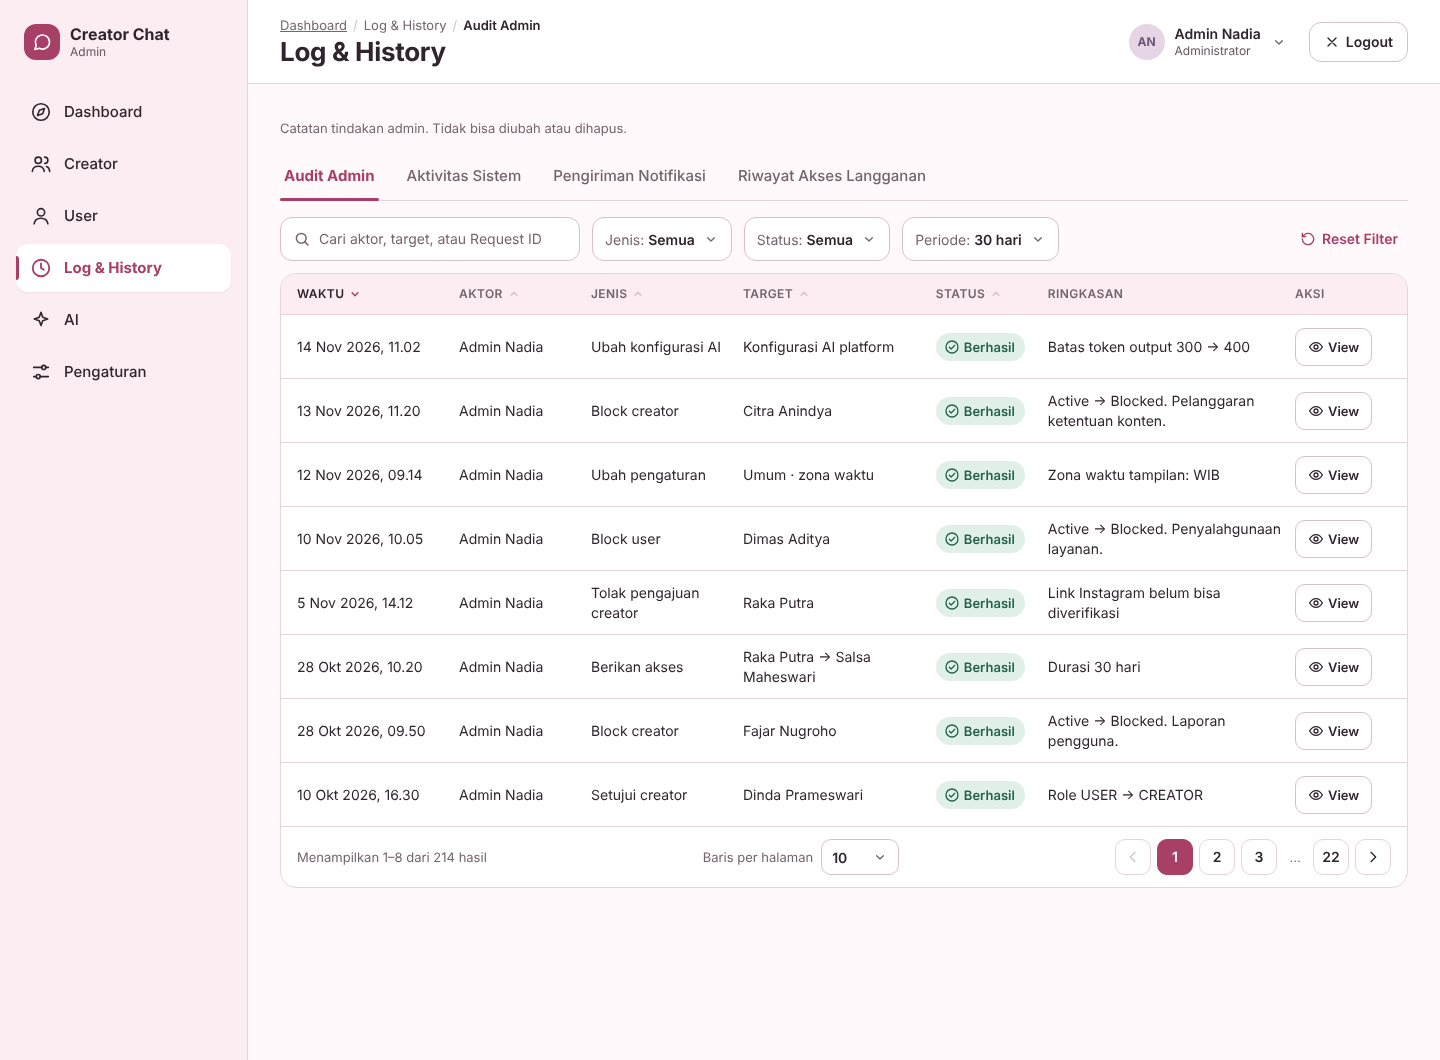 Creator Chat
Admin
Dashboard
Creator
User
Log & History
AI
Pengaturan
Dashboard / Log & History / Audit Admin
Log & History
AN
Admin Nadia
Administrator
Logout
Catatan tindakan admin. Tidak bisa diubah atau dihapus.
Audit Admin Aktivitas Sistem Pengiriman Notifikasi Riwayat Akses Langganan
Cari aktor, target, atau Request ID Jenis: Semua Status: Semua Periode: 30 hari Reset Filter
WAKTU AKTOR JENIS TARGET STATUS RINGKASAN AKSI
14 Nov 2026, 11.02 Admin Nadia Ubah konfigurasi AI Konfigurasi AI platform Berhasil Batas token output 300 → 400 View
13 Nov 2026, 11.20 Admin Nadia Block creator Citra Anindya Berhasil Active → Blocked. Pelanggaran
ketentuan konten. View
12 Nov 2026, 09.14 Admin Nadia Ubah pengaturan Umum · zona waktu Berhasil Zona waktu tampilan: WIB View
10 Nov 2026, 10.05 Admin Nadia Block user Dimas Aditya Berhasil Active → Blocked. Penyalahgunaan
layanan. View
5 Nov 2026, 14.12 Admin Nadia Tolak pengajuan
creator Raka Putra Berhasil Link Instagram belum bisa
diverifikasi View
28 Okt 2026, 10.20 Admin Nadia Berikan akses Raka Putra → Salsa
Maheswari Berhasil Durasi 30 hari View
28 Okt 2026, 09.50 Admin Nadia Block creator Fajar Nugroho Berhasil Active → Blocked. Laporan
pengguna. View
10 Okt 2026, 16.30 Admin Nadia Setujui creator Dinda Prameswari Berhasil Role USER → CREATOR View
Menampilkan 1–8 dari 214 hasil Baris per halaman 10 1 2 3 ... 22